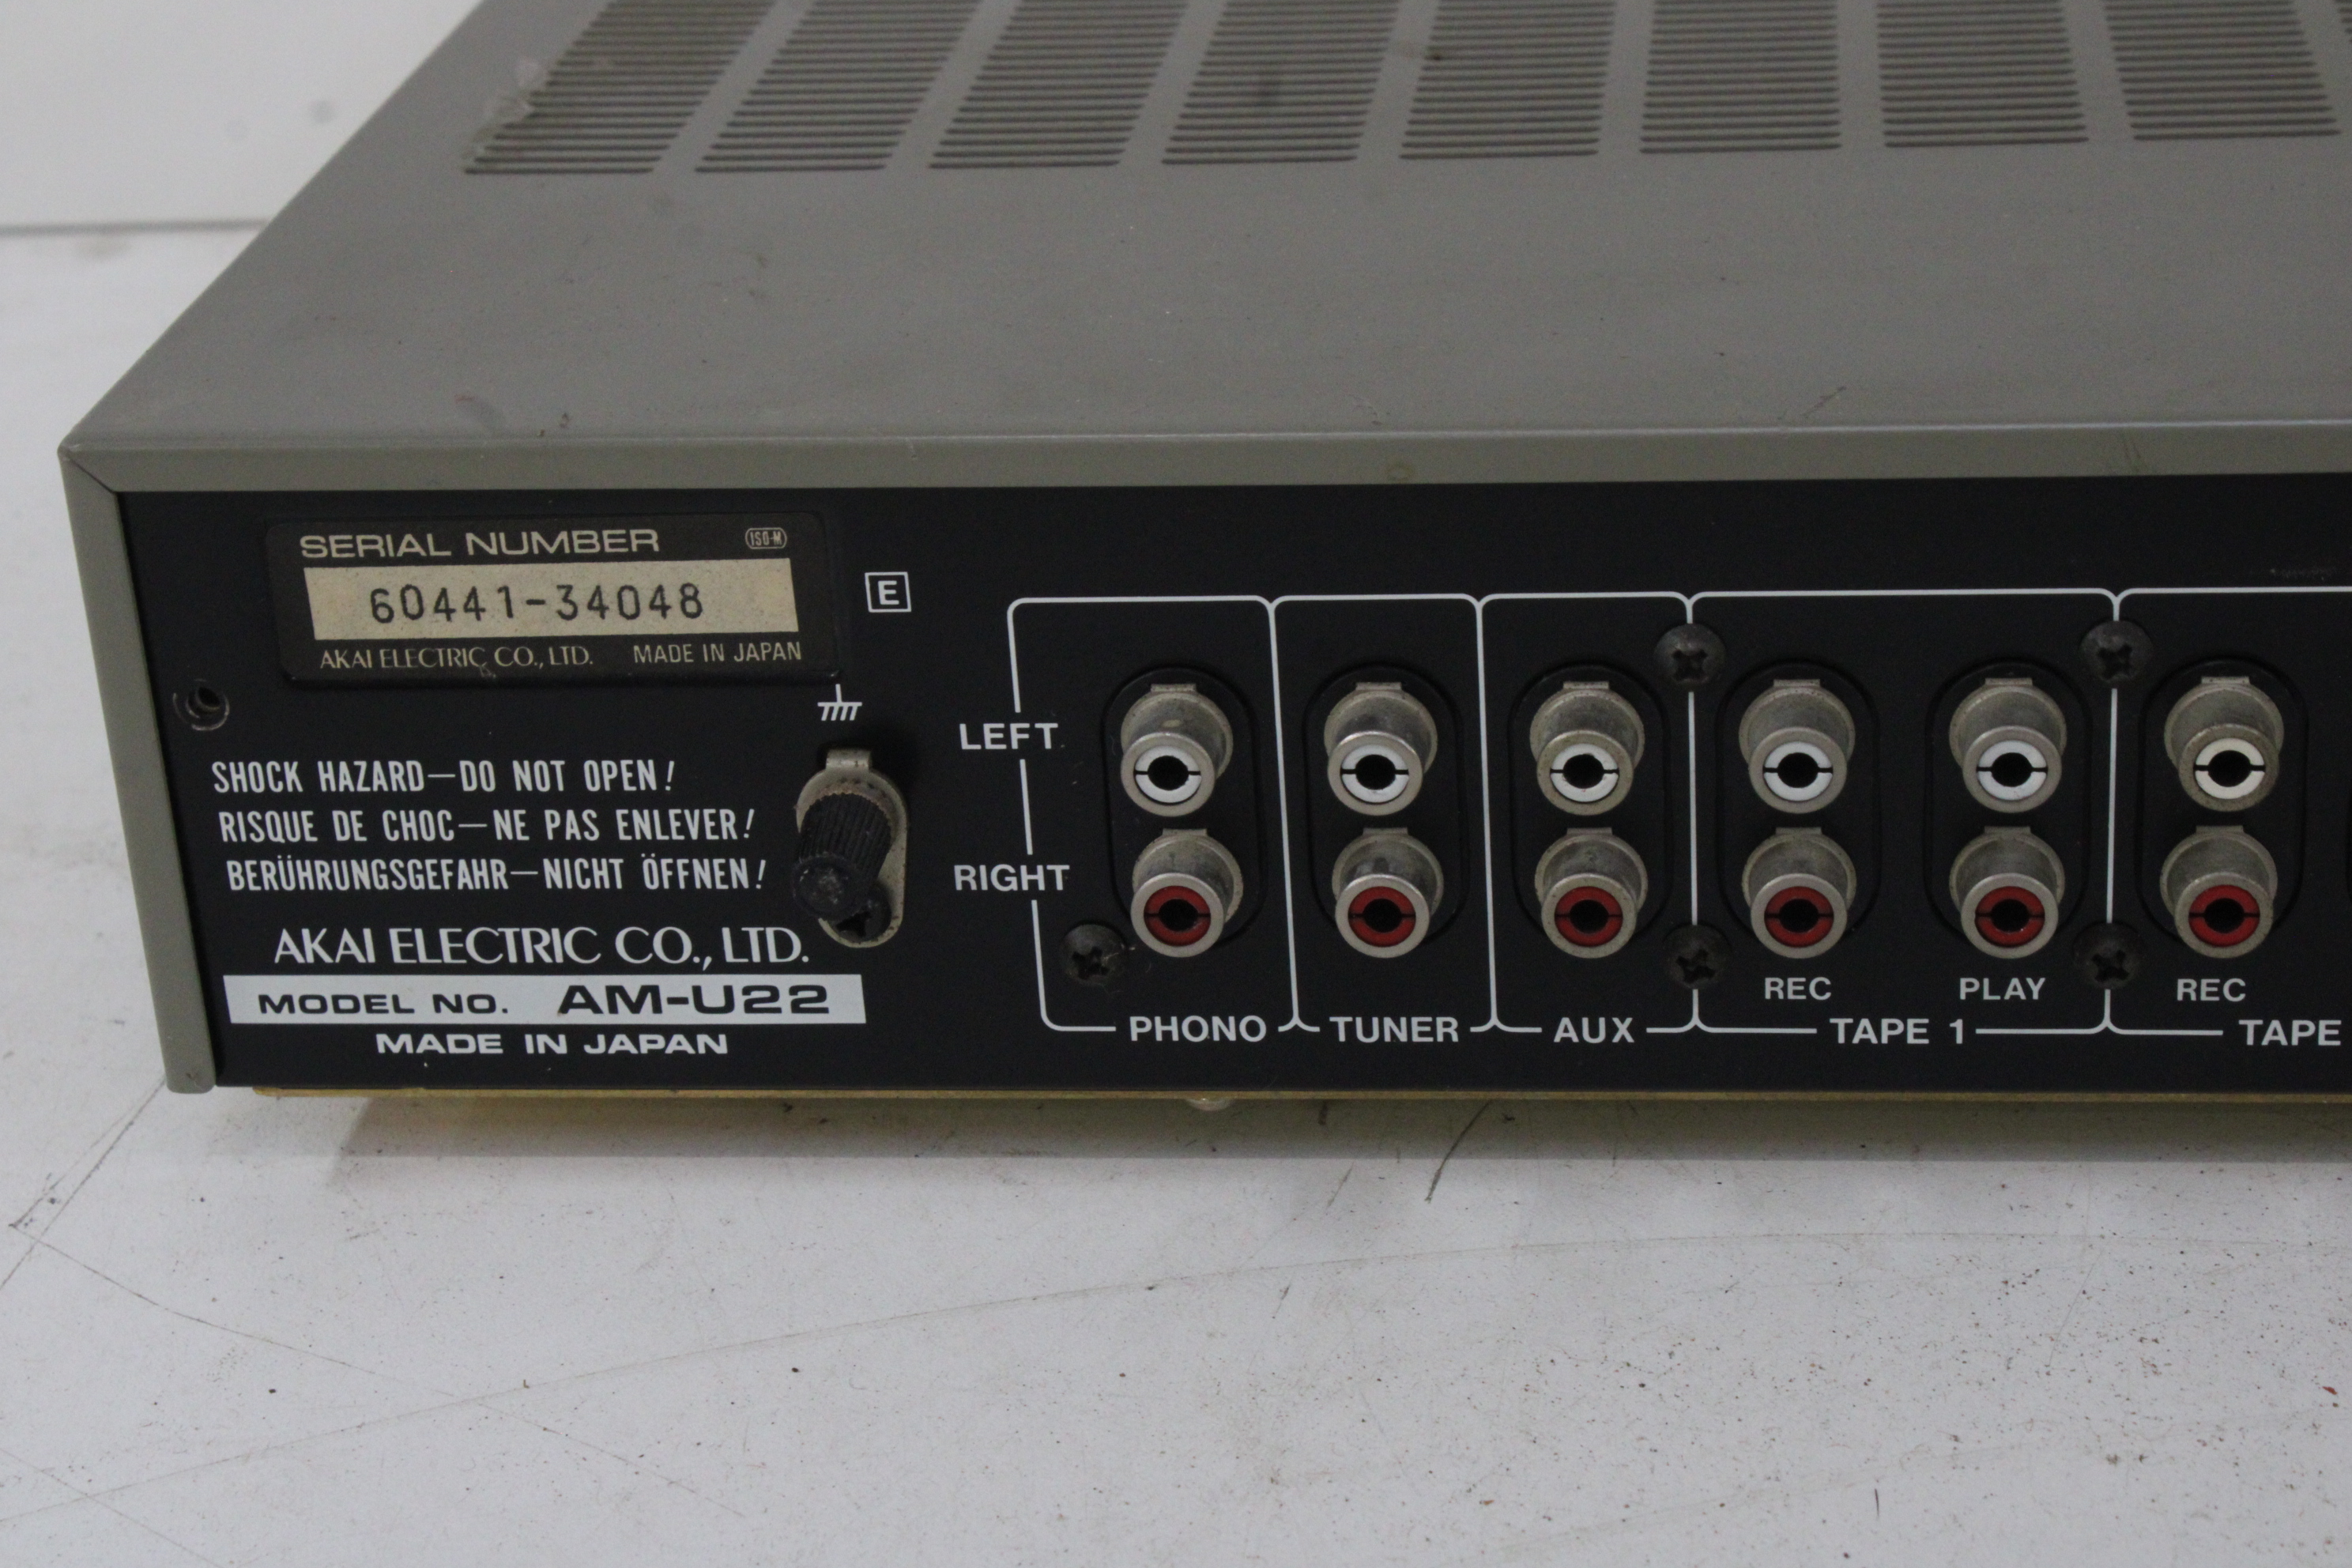 SERIAL NUMBER ISO-M
60441-34048
AKAI ELECTRIC CO., LTD. MADE IN JAPAN
E
SHOCK HAZARD—DO NOT OPEN!
RISQUE DE CHOC—NE PAS ENLEVER!
BERÜHRUNGSGEFAHR—NICHT ÖFFNEN!
AKAI ELECTRIC CO., LTD.
MODEL NO. AM-U22
MADE IN JAPAN
LEFT
RIGHT
REC PLAY REC
PHONO TUNER AUX TAPE 1 TAPE